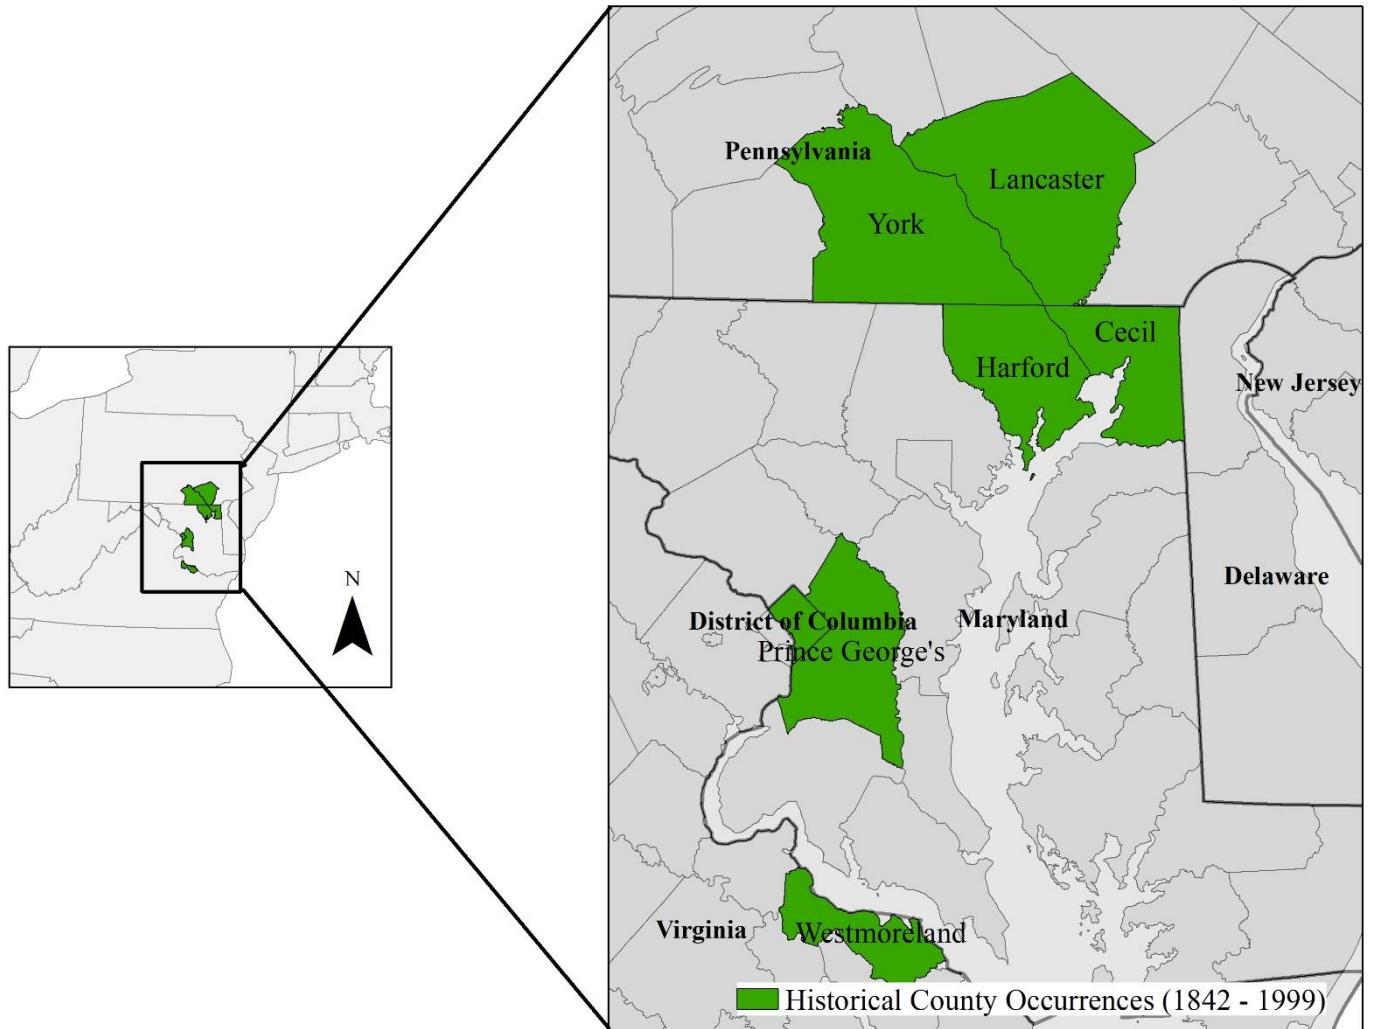 Pennsylvania
Lancaster
York
Cecil
Harford
New Jersey
N
Delaware
District of Columbia
Maryland
Prince George's
Virginia
Westmoreland
Historical County Occurrences (1842 - 1999)